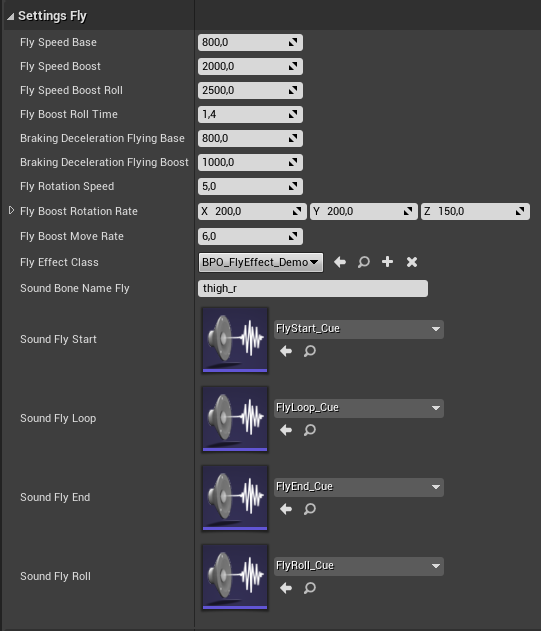 Settings Fly
Fly Speed Base 800,0
Fly Speed Boost 2000,0
Fly Speed Boost Roll 2500,0
Fly Boost Roll Time 1,4
Braking Deceleration Flying Base 800,0
Braking Deceleration Flying Boost 1000,0
Fly Rotation Speed 5,0
Fly Boost Rotation Rate X 200,0 Y 200,0 Z 150,0
Fly Boost Move Rate 6,0
Fly Effect Class BPO_FlyEffect_Demo
Sound Bone Name Fly thigh_r
Sound Fly Start FlyStart_Cue
Sound Fly Loop FlyLoop_Cue
Sound Fly End FlyEnd_Cue
Sound Fly Roll FlyRoll_Cue